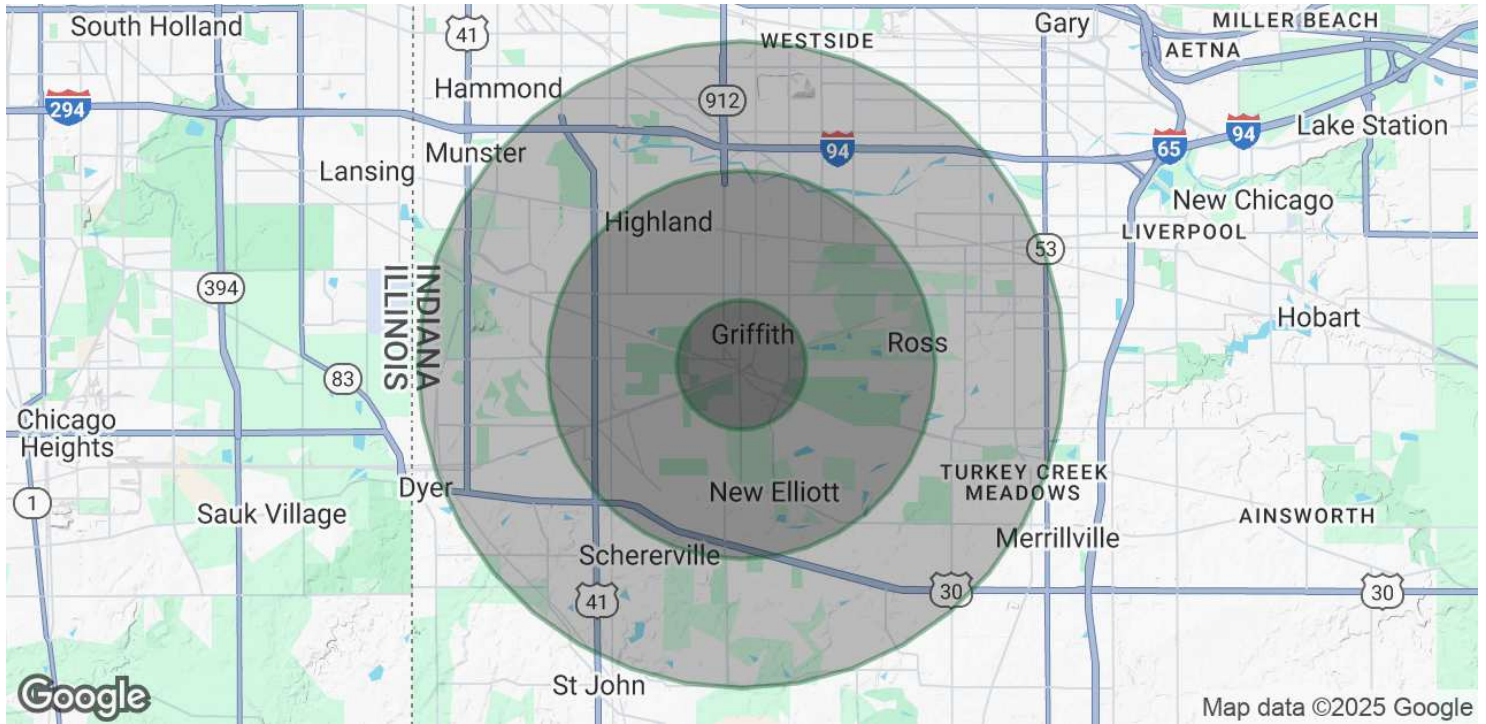 South Holland
41
Gary
MILLER BEACH
WESTSIDE
AETNA
Hammond
912
294
94
Lake Station
94
65
Munster
Lansing
New Chicago
Highland
LIVERPOOL
53
394
INDIANA
ILLINOIS
Hobart
Griffith
Ross
83
Chicago
Heights
TURKEY CREEK
MEADOWS
Dyer
New Elliott
1
Sauk Village
AINSWORTH
Merrillville
Schererville
41
30
30
St John
Google
Map data ©2025 Google